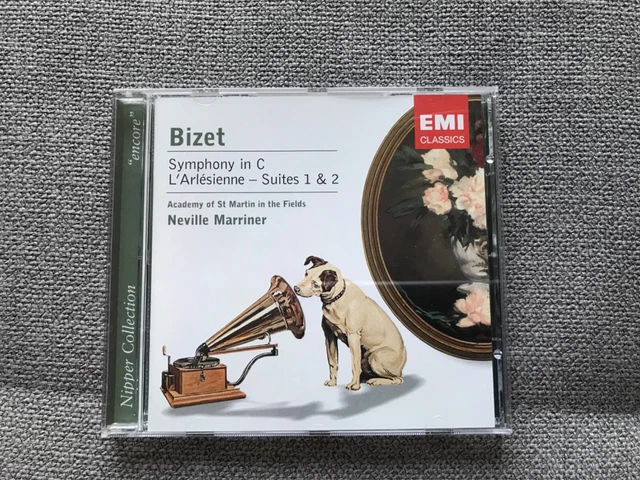 Bizet
Symphony in C
L'Arlésienne – Suites 1 & 2
Academy of St Martin in the Fields
Neville Marriner
EMI
CLASSICS
"encore"
Nipper Collection